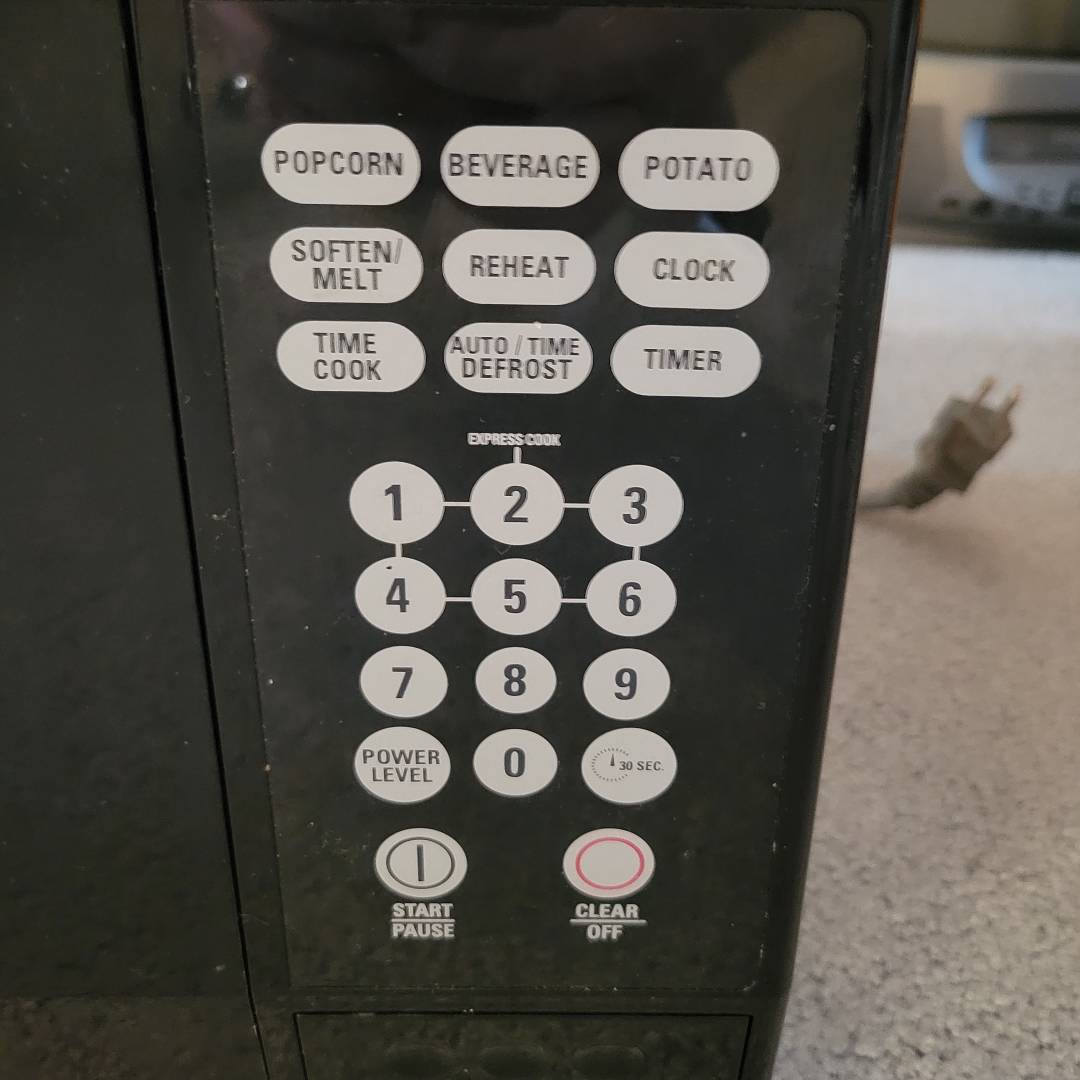 POPCORN BEVERAGE POTATO
SOFTEN/
MELT
REHEAT
CLOCK
TIME
COOK
AUTO / TIME
DEFROST
TIMER
EXPRESS COOK
1 2 3
4 5 6
7 8 9
POWER
LEVEL
0
30 SEC.
START
PAUSE
CLEAR
OFF